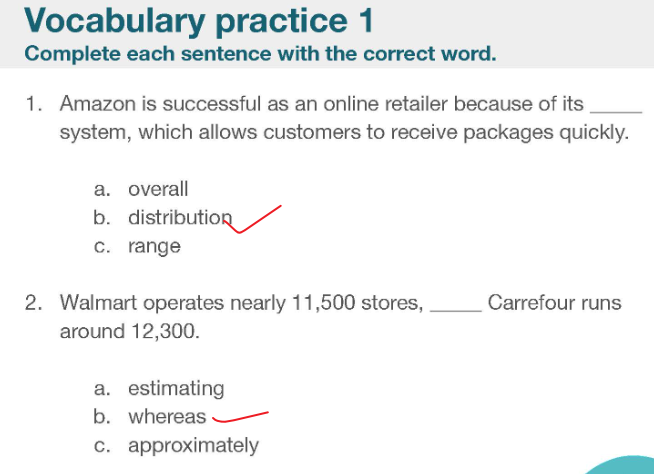 Vocabulary practice 1
Complete each sentence with the correct word.
1. Amazon is successful as an online retailer because of its _____
system, which allows customers to receive packages quickly.
a. overall
b. distribution
c. range
2. Walmart operates nearly 11,500 stores, _____ Carrefour runs
around 12,300.
a. estimating
b. whereas
c. approximately